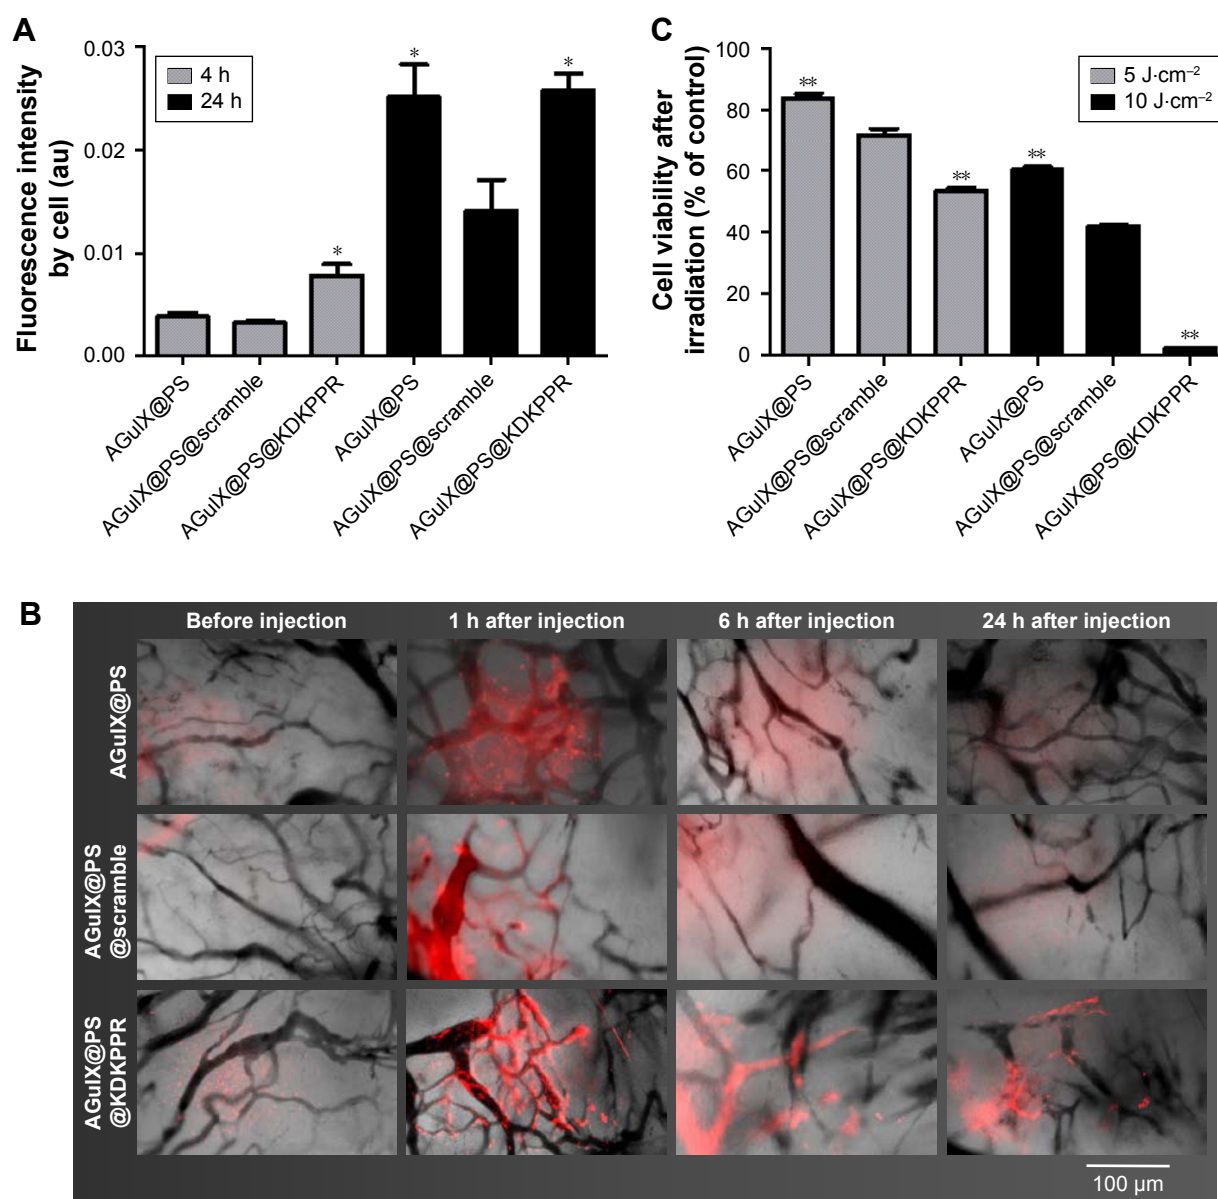 A
Fluorescence intensity
by cell (au)
0.03
0.02
0.01
0.00
4 h
24 h
*
*
*
AGuIX@PS
AGuIX@PS@scramble
AGuIX@PS@KDKPPR
AGuIX@PS
AGuIX@PS@scramble
AGuIX@PS@KDKPPR
C
Cell viability after
irradiation (% of control)
100
80
60
40
20
0
5 J·cm⁻²
10 J·cm⁻²
**
**
**
**
AGuIX@PS
AGuIX@PS@scramble
AGuIX@PS@KDKPPR
AGuIX@PS
AGuIX@PS@scramble
AGuIX@PS@KDKPPR
B
Before injection
1 h after injection
6 h after injection
24 h after injection
AGuIX@PS
AGuIX@PS
@scramble
AGuIX@PS
@KDKPPR
100 µm